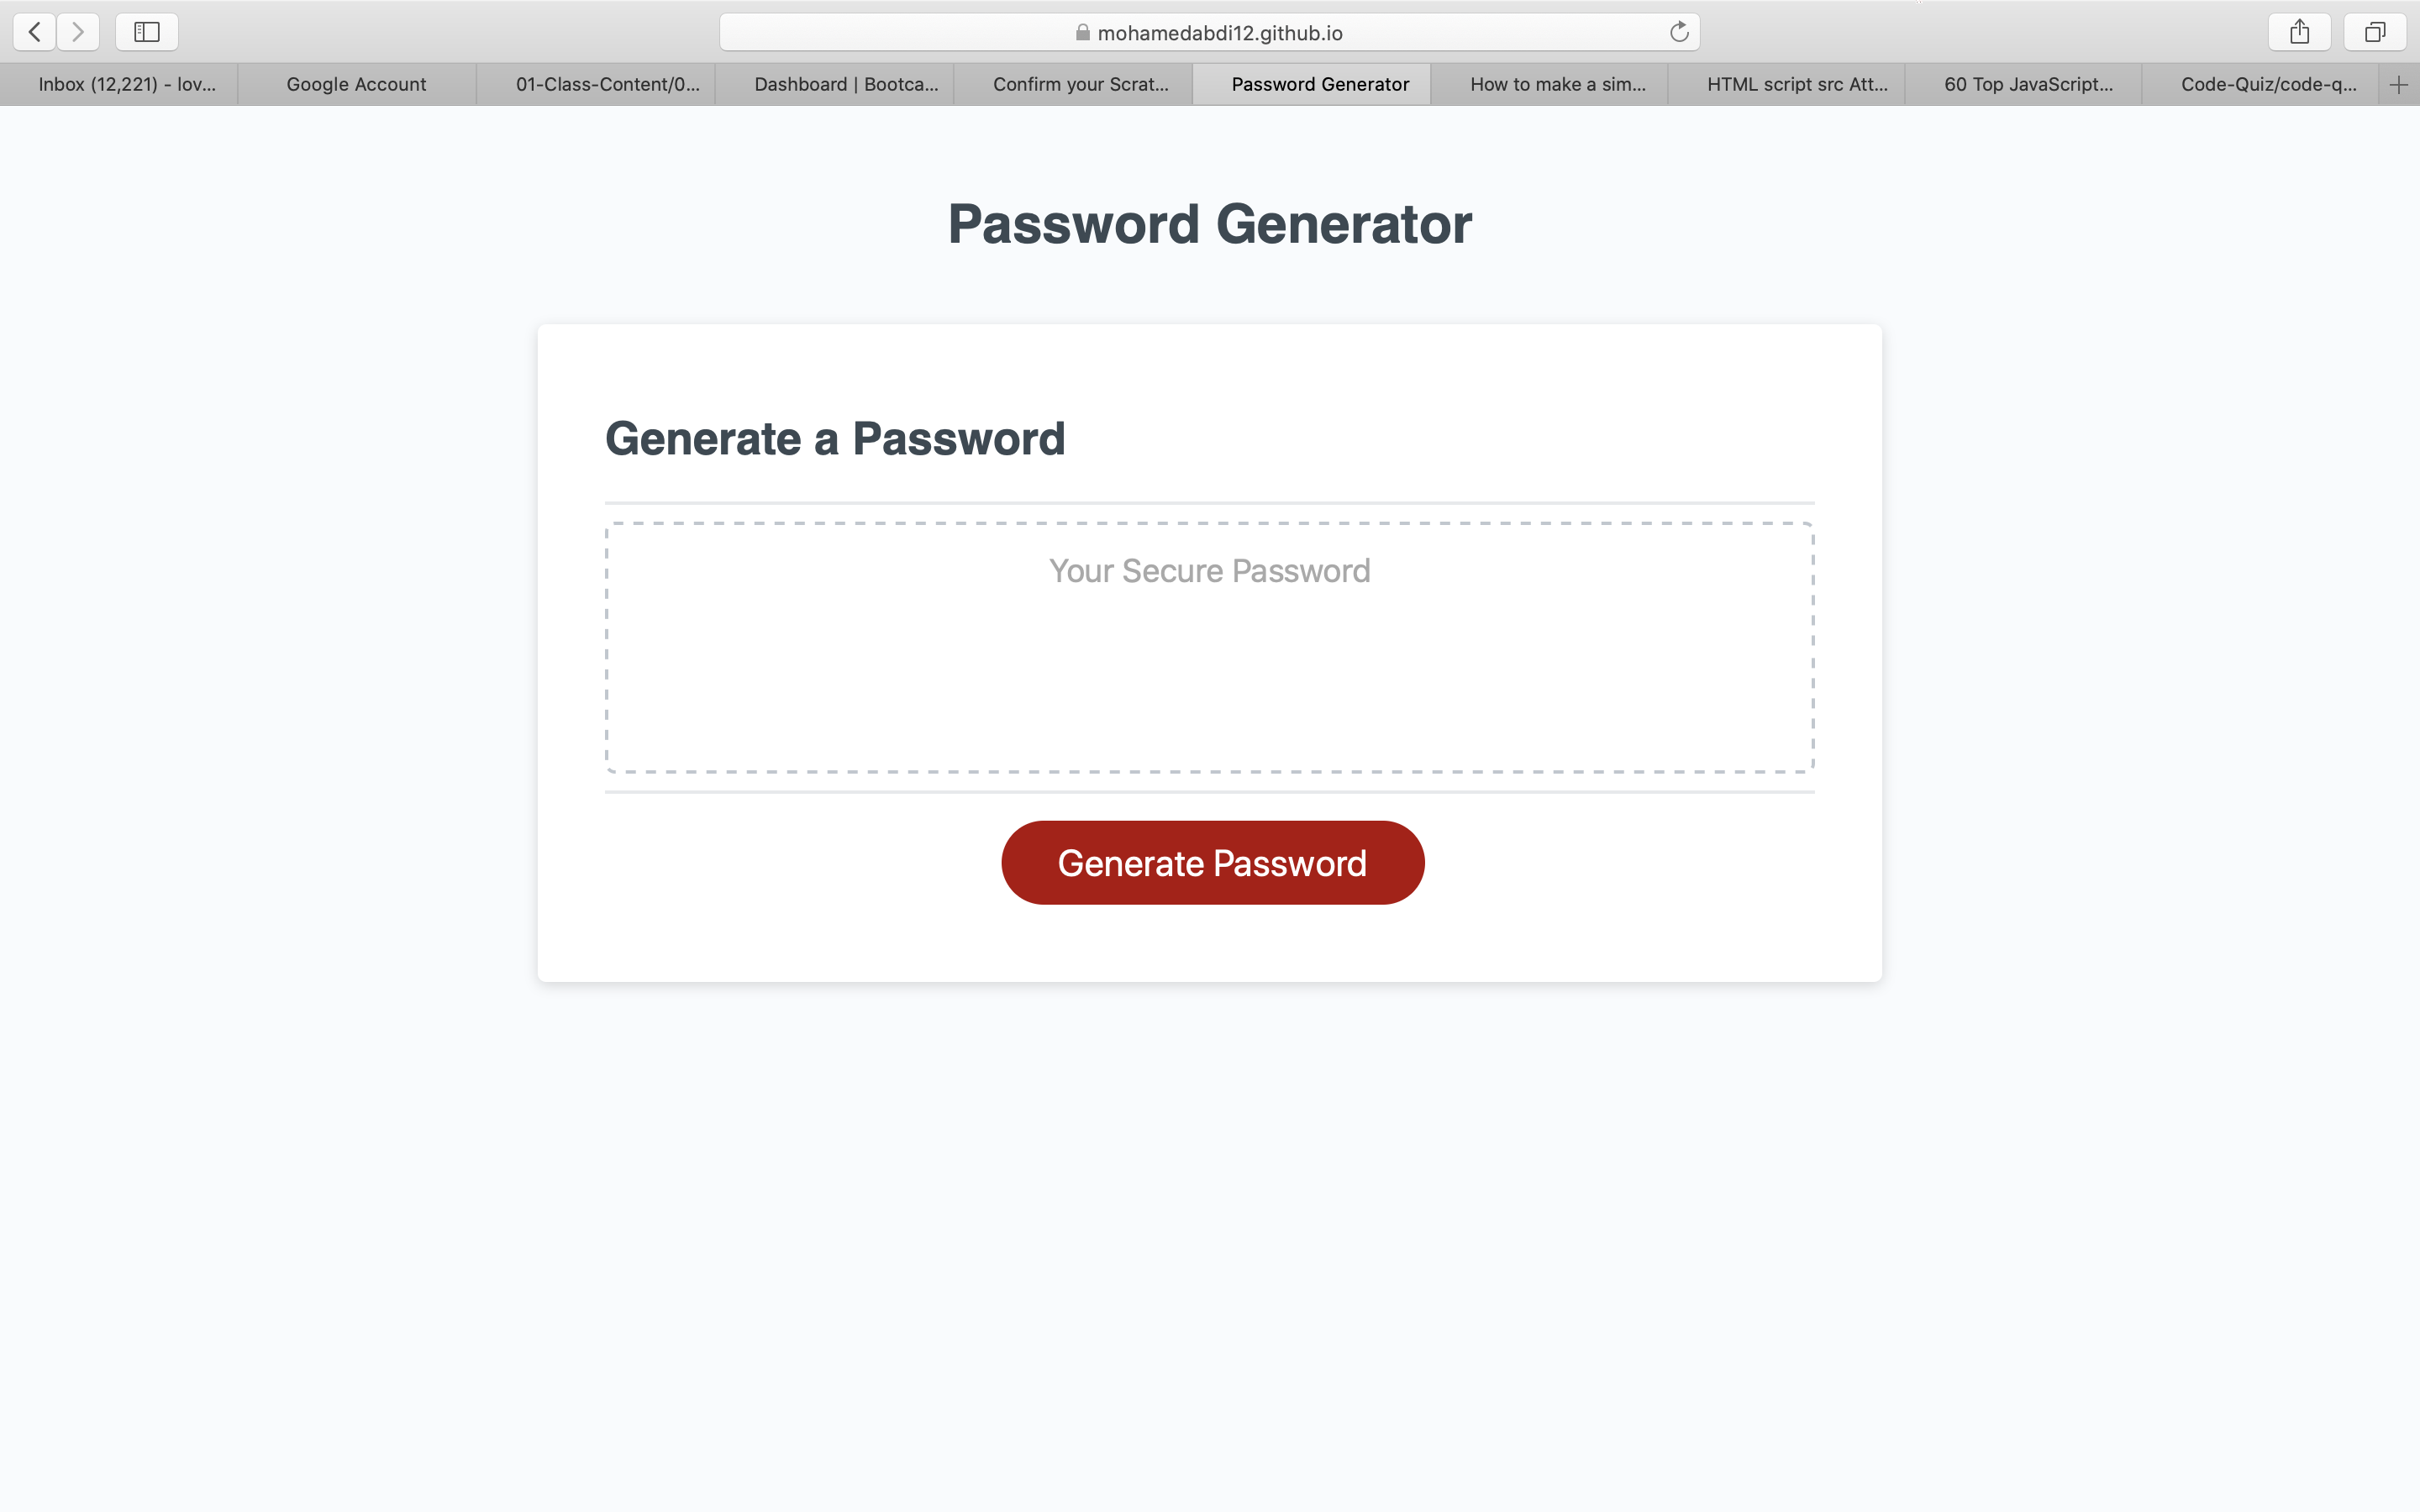 mohamedabdi12.github.io
Inbox (12,221) - lov...
Google Account
01-Class-Content/0...
Dashboard | Bootca...
Confirm your Scrat...
Password Generator
How to make a sim...
HTML script src Att...
60 Top JavaScript...
Code-Quiz/code-q...
Password Generator
Generate a Password
Your Secure Password
Generate Password